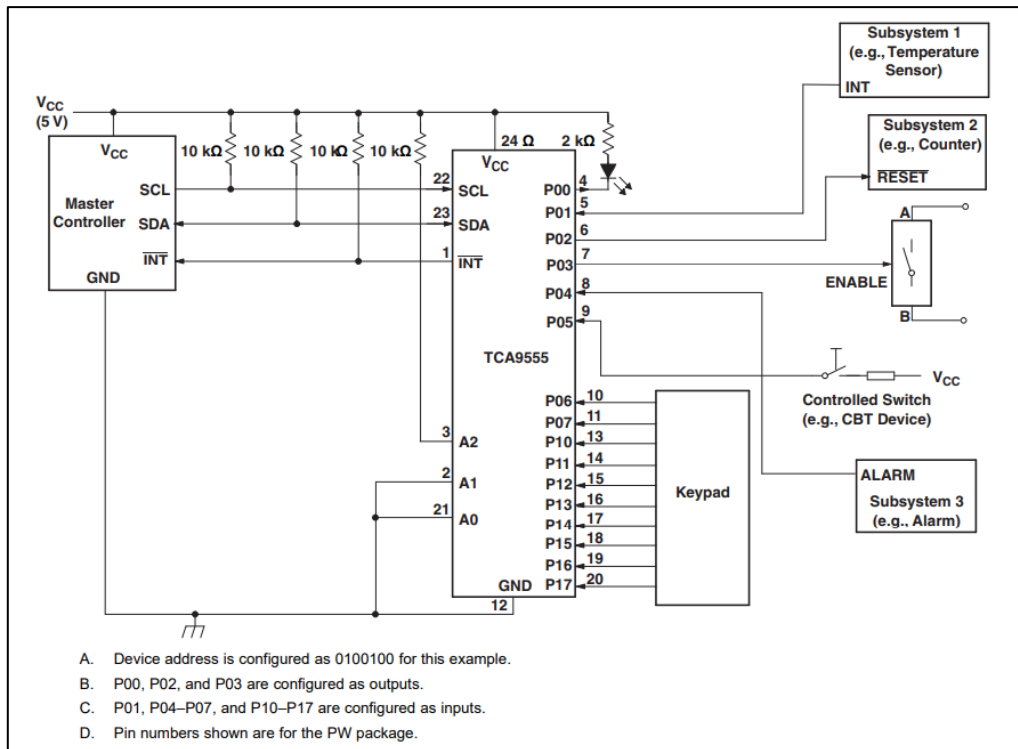 Subsystem 1
(e.g., Temperature
Sensor)
INT
VCC
(5 V)
Subsystem 2
(e.g., Counter)
RESET
VCC
10 kΩ 10 kΩ 10 kΩ 10 kΩ
24 Ω
2 kΩ
VCC
Master
Controller
SCL
SDA
INT
GND
22
SCL
23
SDA
1
INT
P00
4
P01
5
P02
6
P03
7
P04
8
P05
9
A
ENABLE
B
TCA9555
VCC
Controlled Switch
(e.g., CBT Device)
P06 10
P07 11
P10 13
P11 14
P12 15
P13 16
P14 17
P15 18
P16 19
P17 20
Keypad
3
A2
2
A1
21
A0
ALARM
Subsystem 3
(e.g., Alarm)
GND
12
A. Device address is configured as 0100100 for this example.
B. P00, P02, and P03 are configured as outputs.
C. P01, P04–P07, and P10–P17 are configured as inputs.
D. Pin numbers shown are for the PW package.